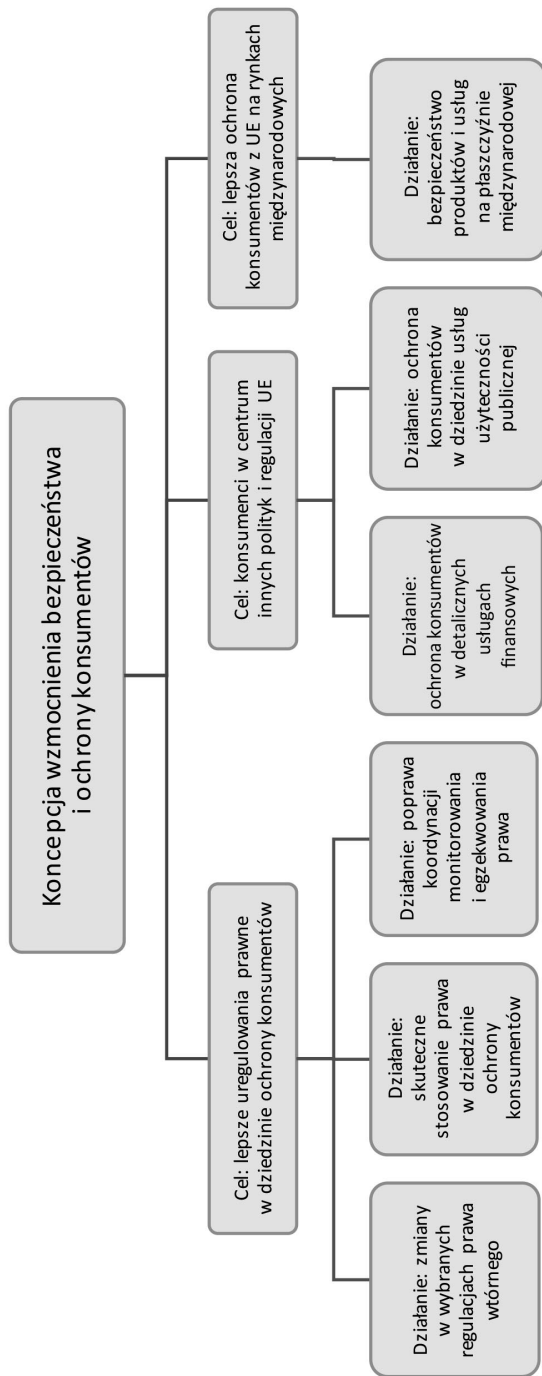 Koncepcja wzmocnienia bezpieczeństwa
i ochrony konsumentów
Cel: lepsze uregulowania prawne
w dziedzinie ochrony konsumentów
Cel: konsumenci w centrum
innych polityk i regulacji UE
Cel: lepsza ochrona
konsumentów z UE na rynkach
międzynarodowych
Działanie: zmiany
w wybranych
regulacjach prawa
wtórnego
Działanie:
skuteczne
stosowanie prawa
w dziedzinie
ochrony
konsumentów
Działanie: poprawa
koordynacji
monitorowania
i egzekwowania
prawa
Działanie:
ochrona konsumentów
w detalicznych
usługach
finansowych
Działanie: ochrona
konsumentów
w dziedzinie usług
użyteczności
publicznej
Działanie:
bezpieczeństwo
produktów i usług
na płaszczyźnie
międzynarodowej